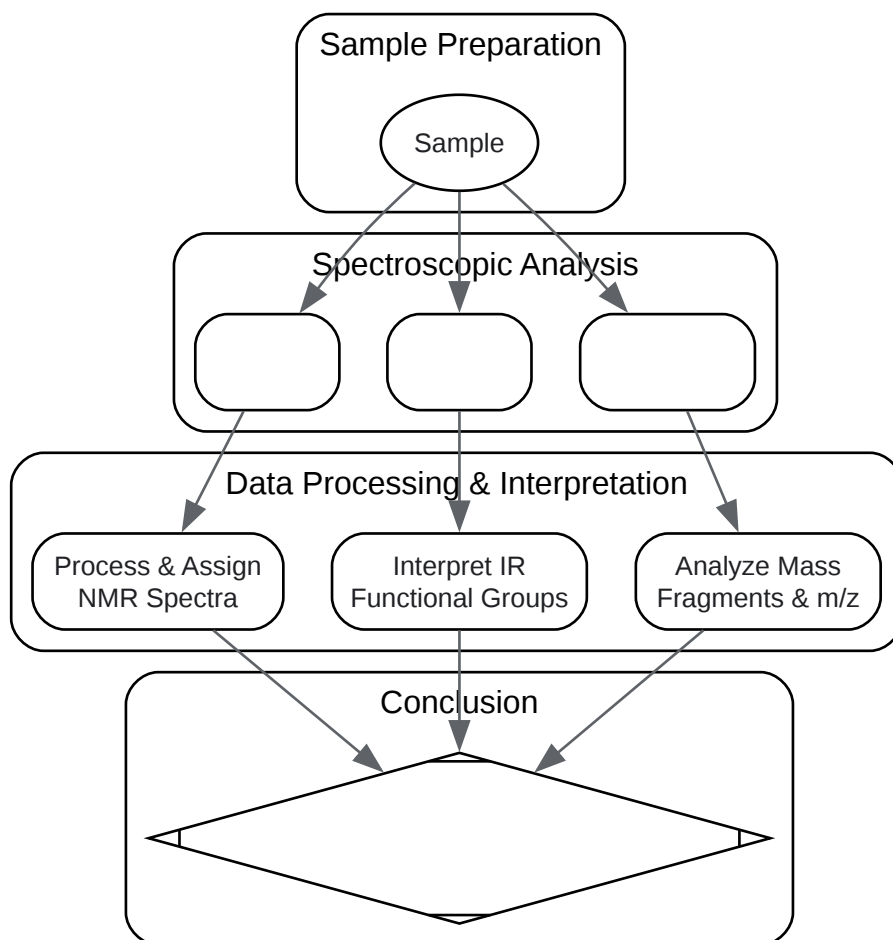 Sample Preparation
Sample
Spectroscopic Analysis
Data Processing & Interpretation
Process & Assign
NMR Spectra
Interpret IR
Functional Groups
Analyze Mass
Fragments & m/z
Conclusion